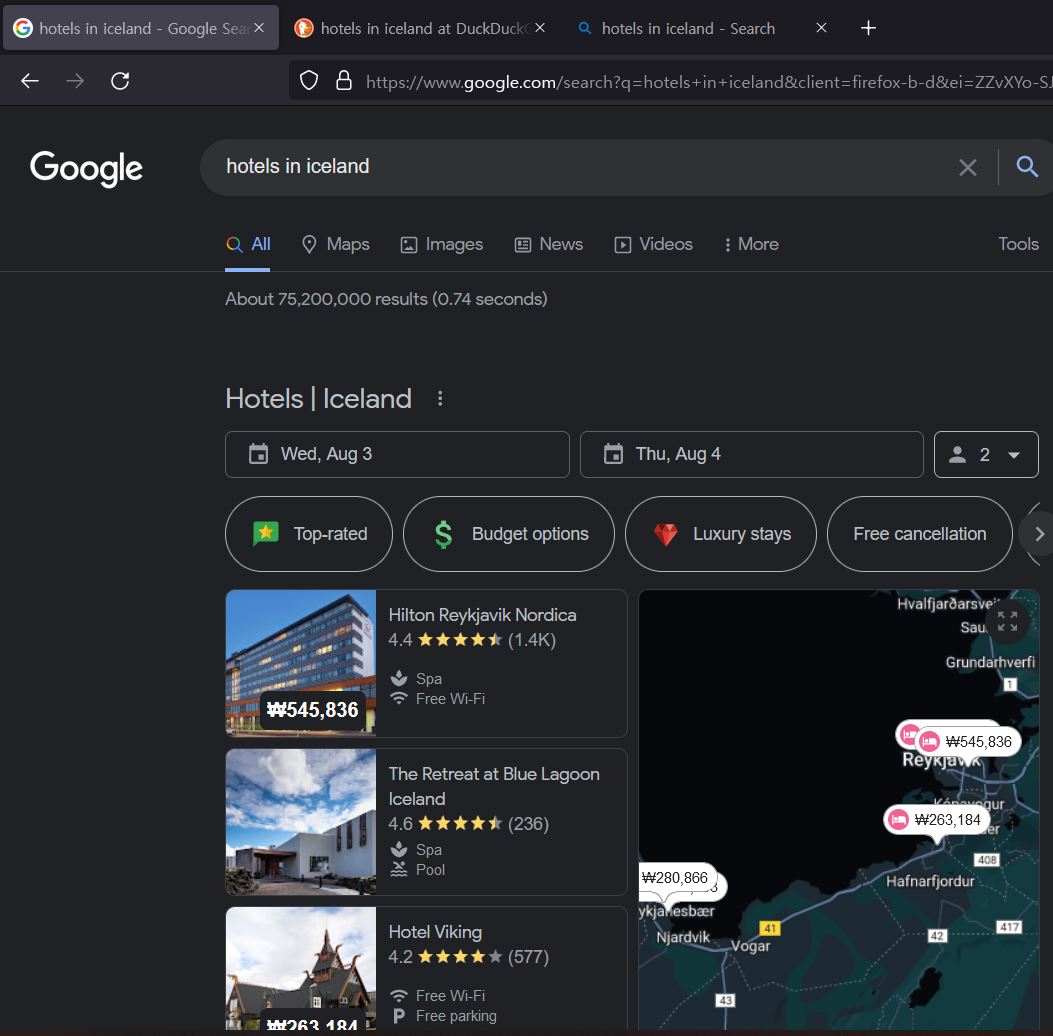 hotels in iceland - Google Sea
hotels in iceland at DuckDuck
hotels in iceland - Search
https://www.google.com/search?q=hotels+in+iceland&client=firefox-b-d&ei=ZZvXYo-SJ
Google
hotels in iceland
All
Maps
Images
News
Videos
More
Tools
About 75,200,000 results (0.74 seconds)
Hotels | Iceland
Wed, Aug 3
Thu, Aug 4
2
Top-rated
Budget options
Luxury stays
Free cancellation
Hilton Reykjavik Nordica
4.4 (1.4K)
Spa
Free Wi-Fi
₩545,836
The Retreat at Blue Lagoon
Iceland
4.6 (236)
Spa
Pool
Hotel Viking
4.2 (577)
Free Wi-Fi
Free parking
₩263,184
Hvalfjarðarsvei
Sau
Grundarhverfi
1
₩545,836
Reykjavik
₩263,184
408
Hafnarfjordur
₩280,866
ykjanesbær
Njardvik
Vogar
41
42
417
43